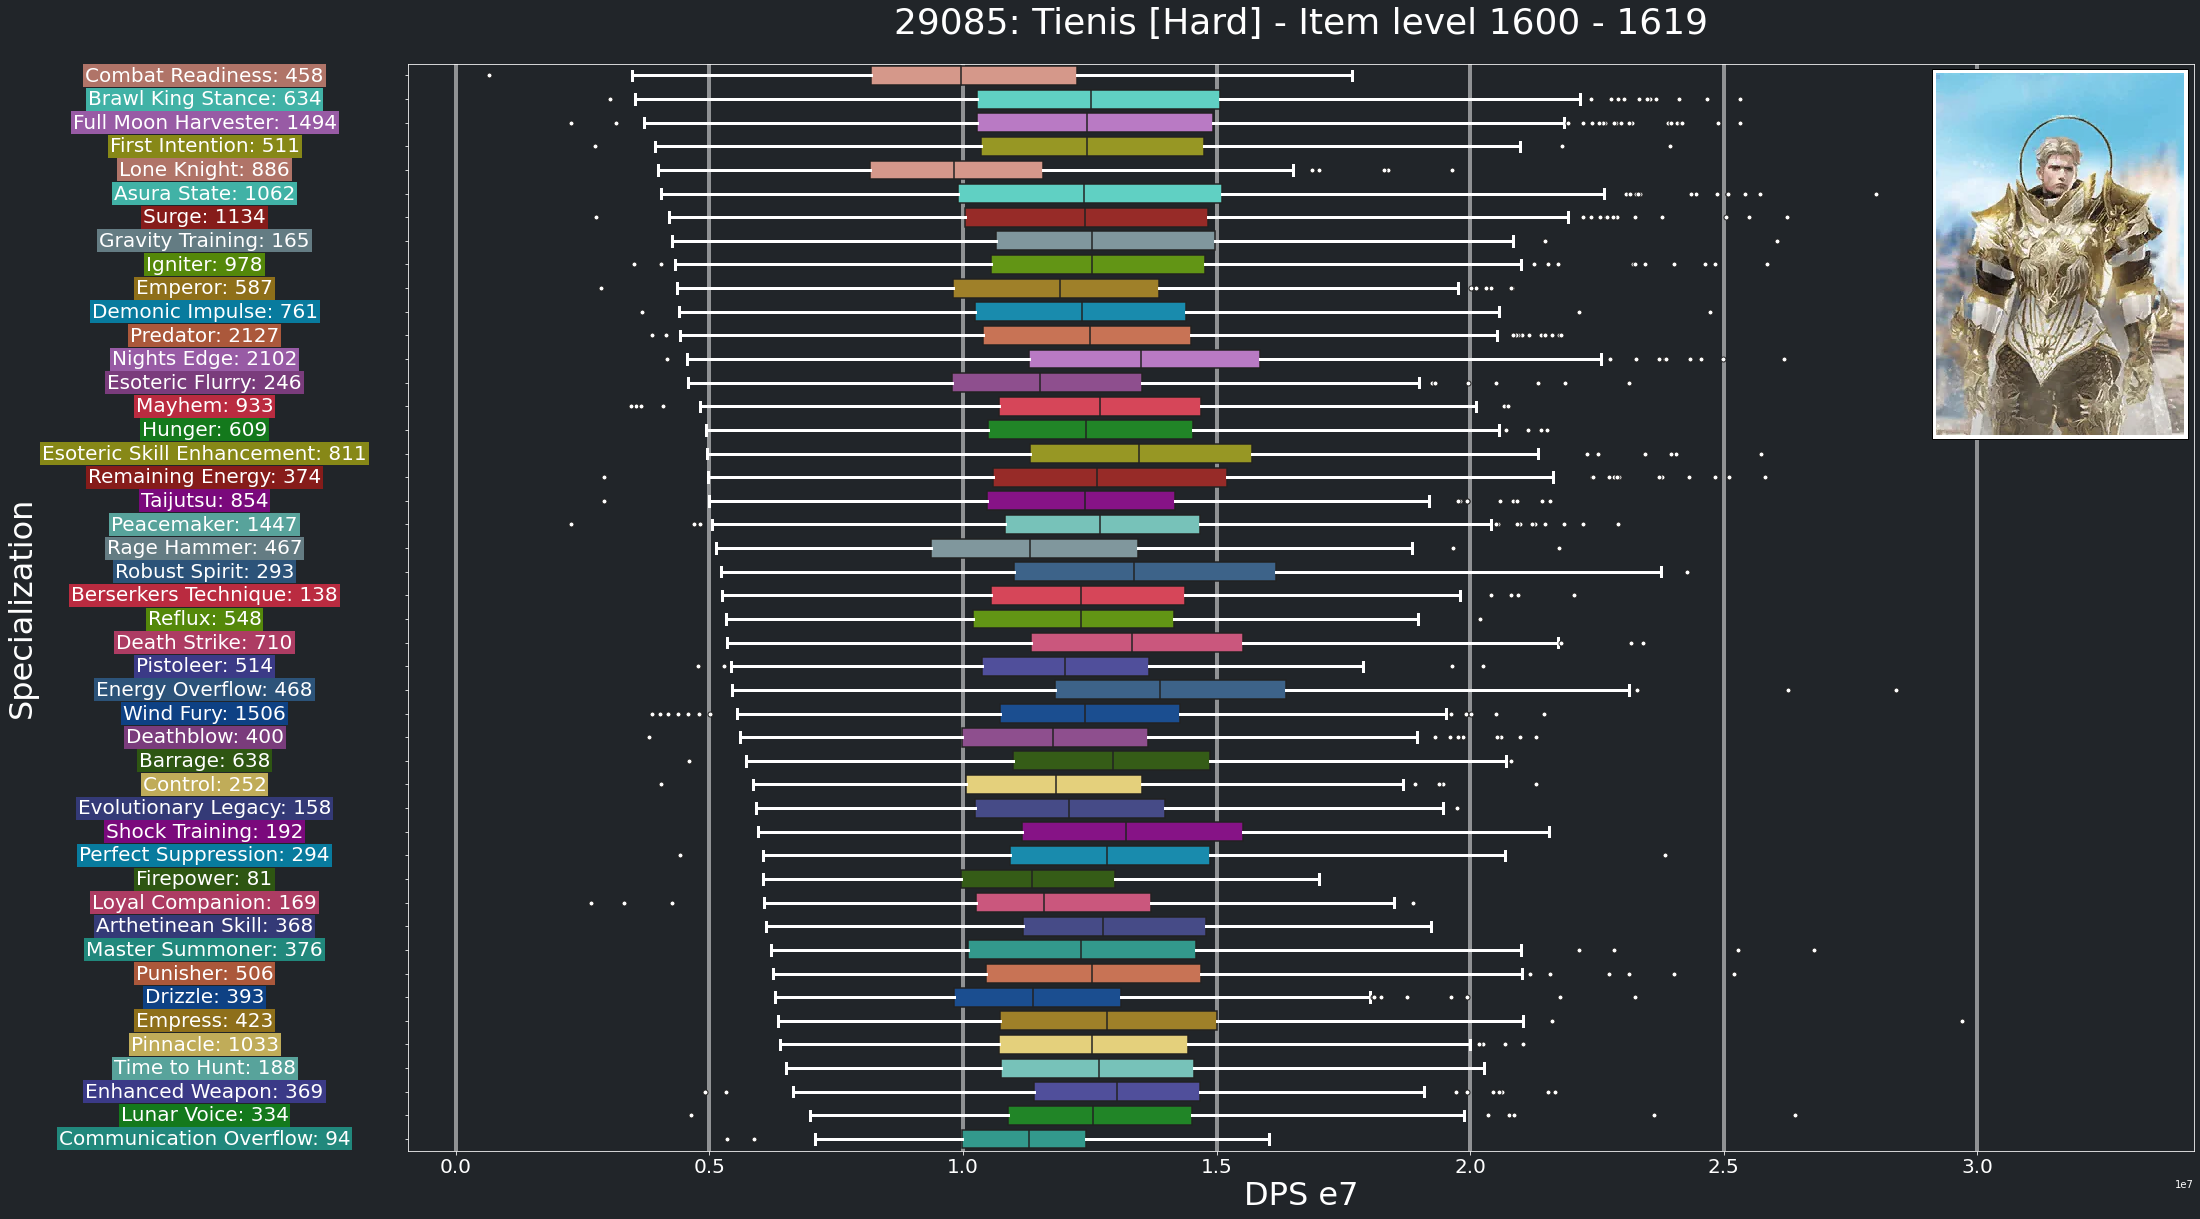 29085: Tienis [Hard] - Item level 1600 - 1619
Combat Readiness: 458
Brawl King Stance: 634
Full Moon Harvester: 1494
First Intention: 511
Lone Knight: 886
Asura State: 1062
Surge: 1134
Gravity Training: 165
Igniter: 978
Emperor: 587
Demonic Impulse: 761
Predator: 2127
Nights Edge: 2102
Esoteric Flurry: 246
Mayhem: 933
Hunger: 609
Esoteric Skill Enhancement: 811
Remaining Energy: 374
Taijutsu: 854
Peacemaker: 1447
Rage Hammer: 467
Robust Spirit: 293
Berserkers Technique: 138
Reflux: 548
Death Strike: 710
Pistoleer: 514
Energy Overflow: 468
Wind Fury: 1506
Deathblow: 400
Barrage: 638
Control: 252
Evolutionary Legacy: 158
Shock Training: 192
Perfect Suppression: 294
Firepower: 81
Loyal Companion: 169
Arthetinean Skill: 368
Master Summoner: 376
Punisher: 506
Drizzle: 393
Empress: 423
Pinnacle: 1033
Time to Hunt: 188
Enhanced Weapon: 369
Lunar Voice: 334
Communication Overflow: 94
Specialization
0.0 0.5 1.0 1.5 2.0 2.5 3.0
DPS e7
1e7